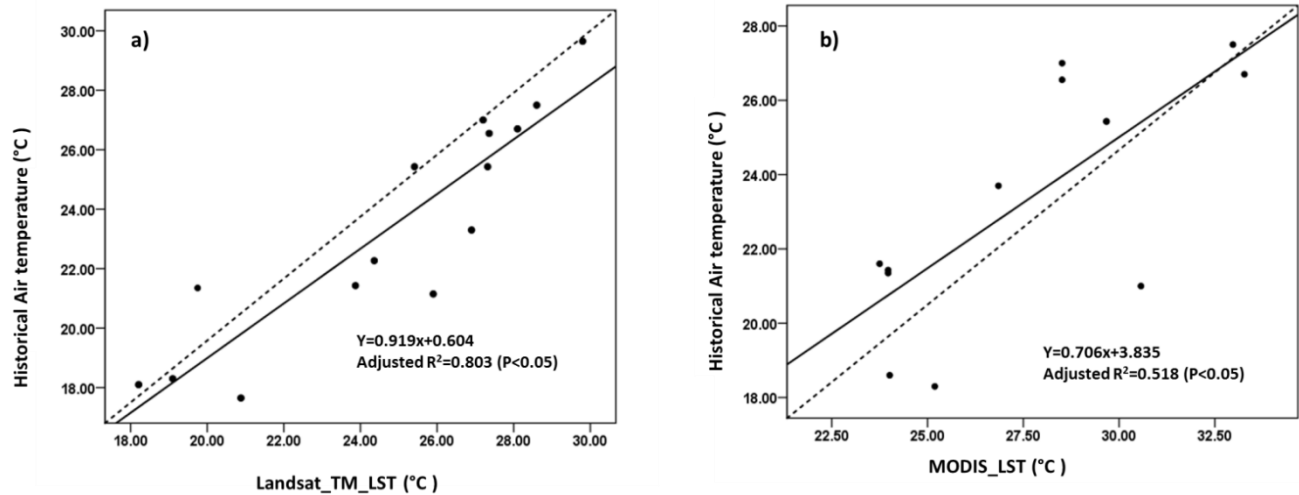 a)
Historical Air temperature (°C )
30.00
28.00
26.00
24.00
22.00
20.00
18.00
Y=0.919x+0.604
Adjusted R²=0.803 (P<0.05)
18.00 20.00 22.00 24.00 26.00 28.00 30.00
Landsat_TM_LST (°C )
b)
Historical Air temperature (°C )
28.00
26.00
24.00
22.00
20.00
18.00
Y=0.706x+3.835
Adjusted R²=0.518 (P<0.05)
22.50 25.00 27.50 30.00 32.50
MODIS_LST (°C )